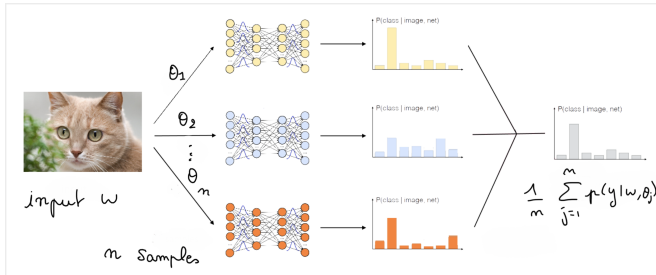 P(class | image, net)
θ1
P(class | image, net)
P(class | image, net)
θ2
⋮
θn
input w
1/n ∑ j=1 n p(y|w,θj)
P(class | image, net)
n samples